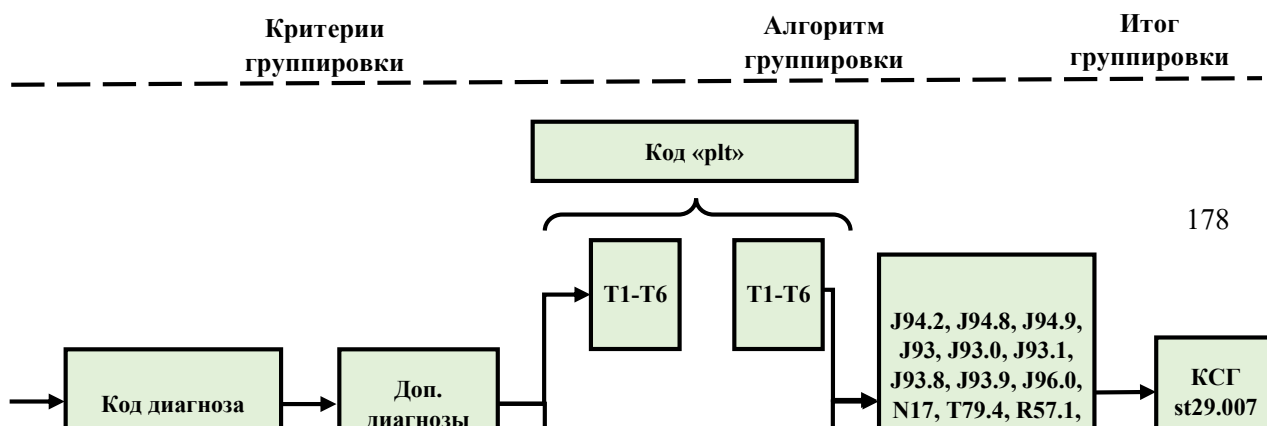 Критерии
группировки
Алгоритм
группировки
Итог
группировки
Код «plt»
178
T1-T6
T1-T6
J94.2, J94.8, J94.9,
J93, J93.0, J93.1,
J93.8, J93.9, J96.0,
N17, T79.4, R57.1,
Код диагноза
Доп.
диагнозы
КСГ
st29.007